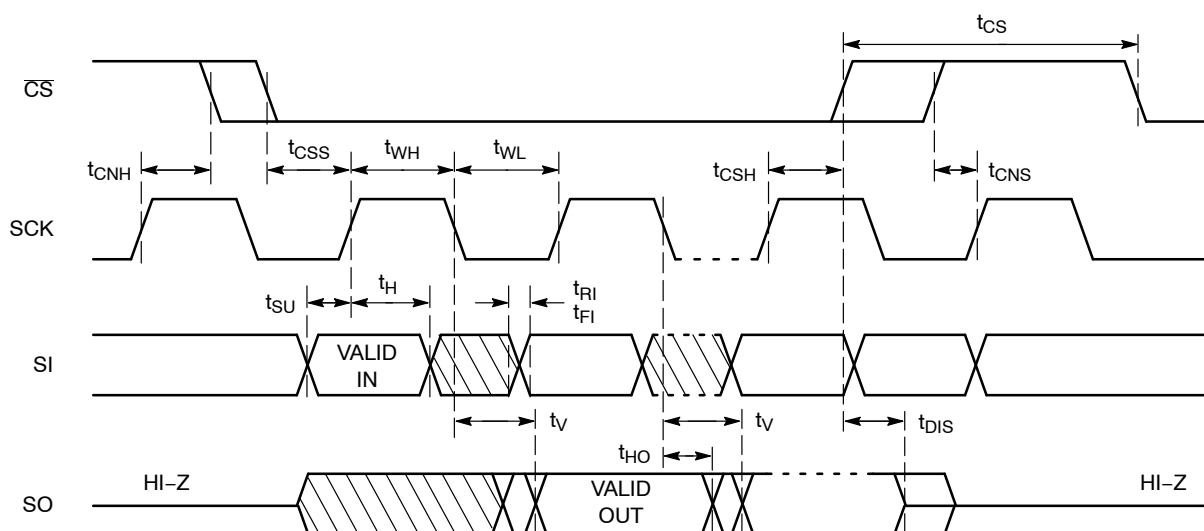 tCS
CS
tCNH
tCSS
tWH
tWL
tCSH
tCNS
SCK
tSU
tH
tRI
tFI
SI
VALID
IN
tV
tV
tDIS
tHO
HI–Z
VALID
OUT
HI–Z
SO